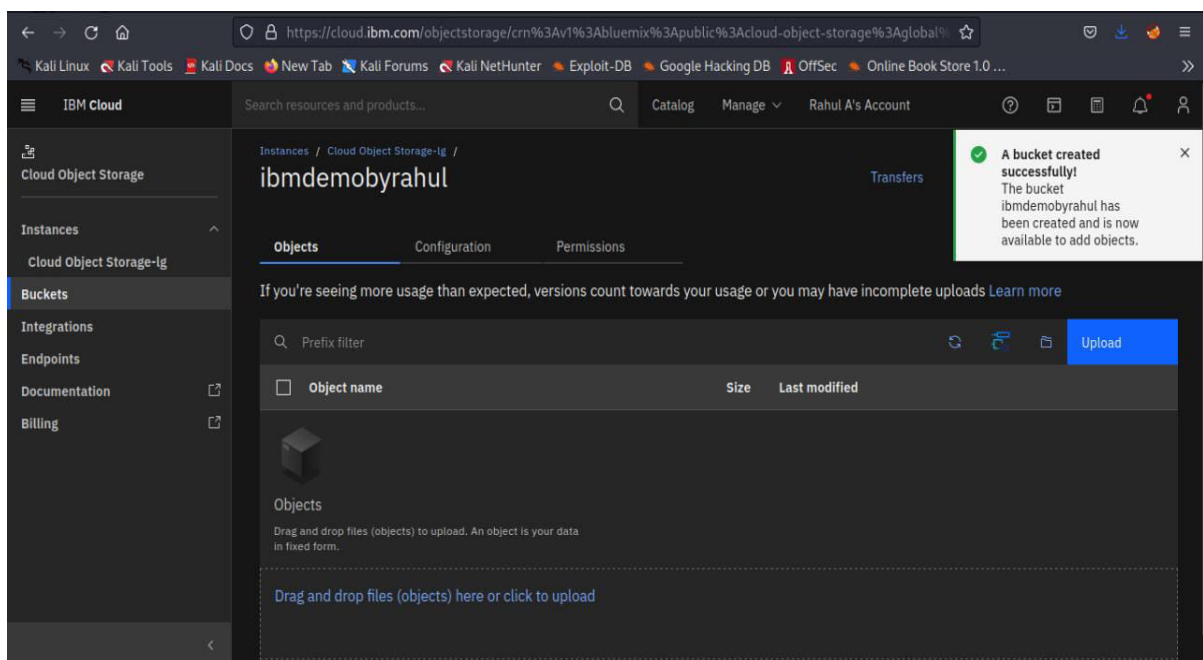 https://cloud.ibm.com/objectstorage/crn%3Av1%3Abluemix%3Apublic%3Acloud-object-storage%3Aglobal%
Kali Linux Kali Tools Kali Docs New Tab Kali Forums Kali NetHunter Exploit-DB Google Hacking DB OffSec Online Book Store 1.0 ...
IBM Cloud Search resources and products... Catalog Manage Rahul A's Account
Cloud Object Storage
Instances
Cloud Object Storage-lg
Buckets
Integrations
Endpoints
Documentation
Billing
Instances / Cloud Object Storage-lg /
ibmdemobyrahul
Transfers
A bucket created
successfully!
The bucket
ibmdemobyrahul has
been created and is now
available to add objects.
Objects Configuration Permissions
If you're seeing more usage than expected, versions count towards your usage or you may have incomplete uploads Learn more
Prefix filter Upload
Object name Size Last modified
Objects
Drag and drop files (objects) to upload. An object is your data
in fixed form.
Drag and drop files (objects) here or click to upload